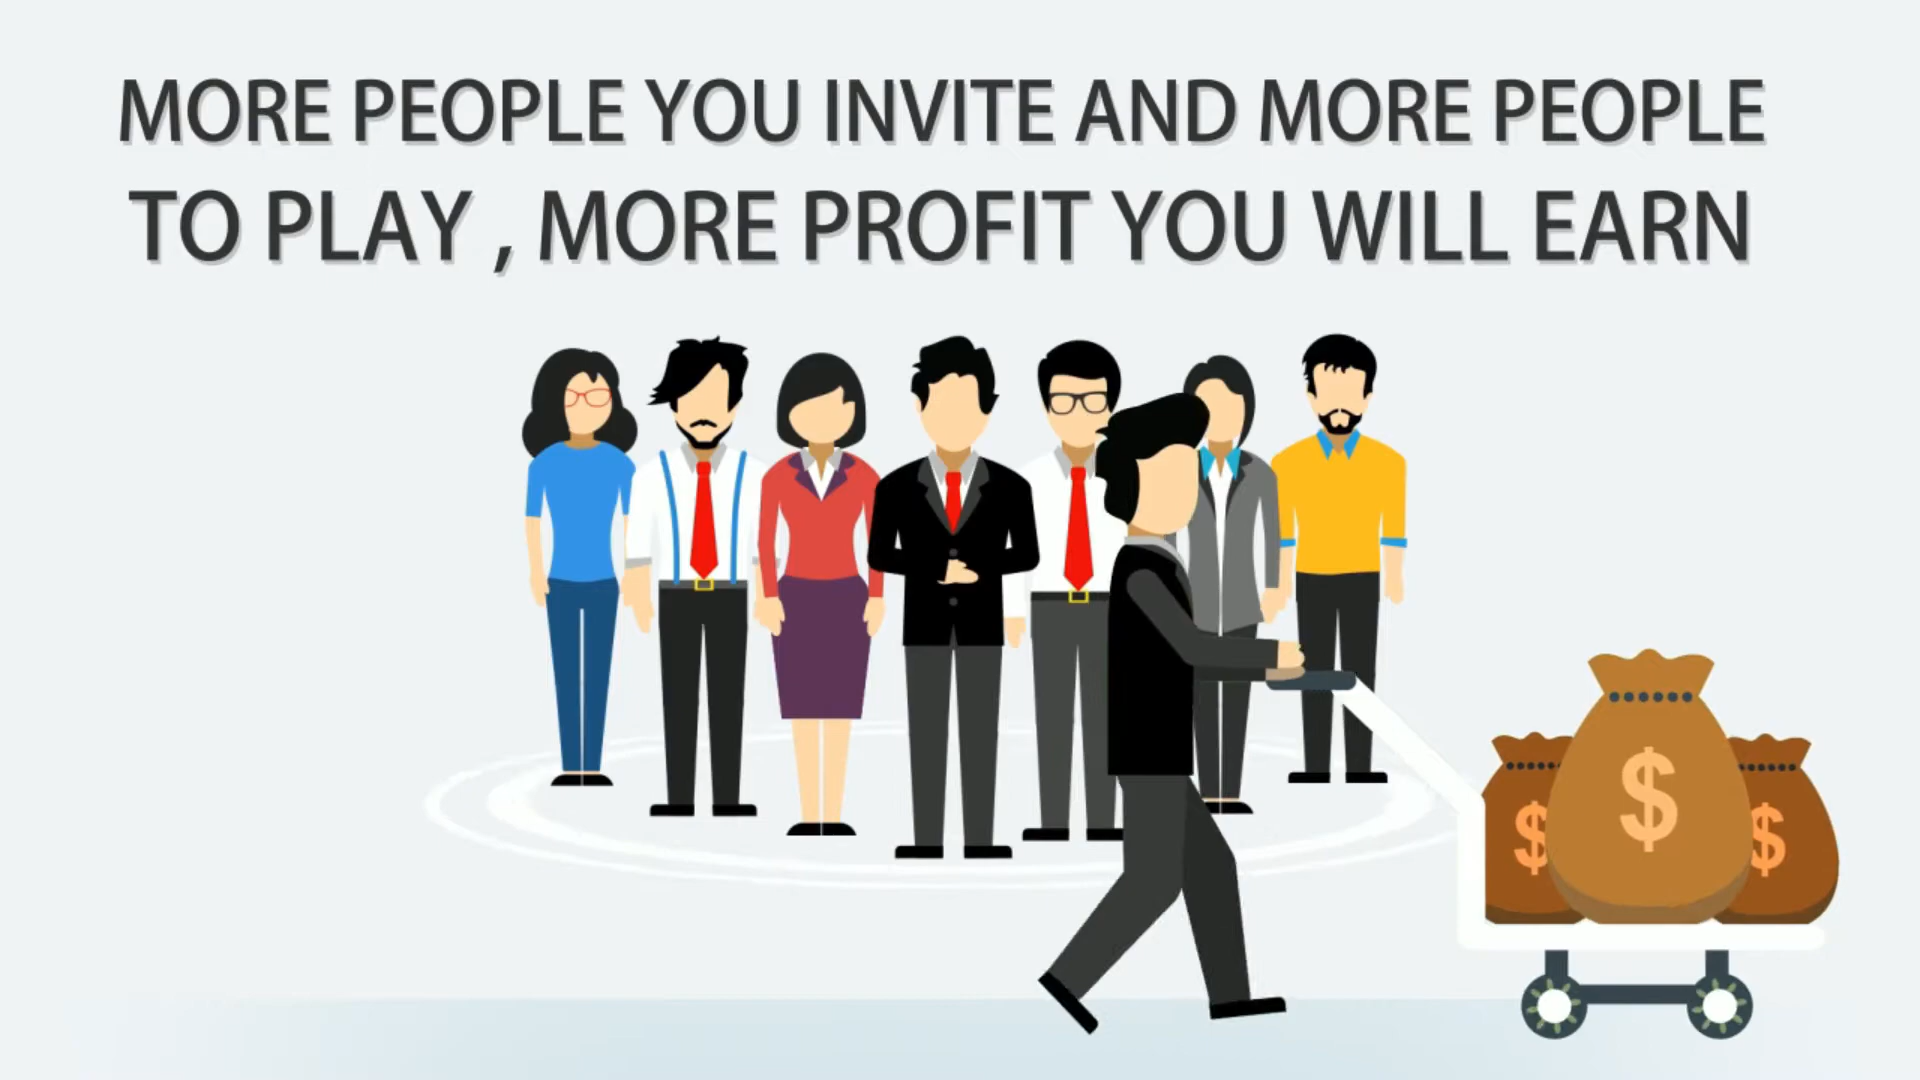 MORE PEOPLE YOU INVITE AND MORE PEOPLE
TO PLAY , MORE PROFIT YOU WILL EARN
$ $ $